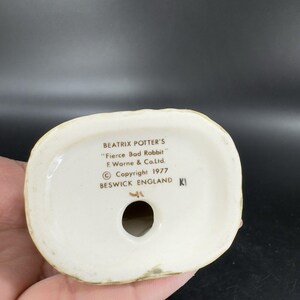 BEATRIX POTTER'S
"Fierce Bad Rabbit"
F. Warne & Co. Ltd.
© Copyright 1977
BESWICK ENGLAND